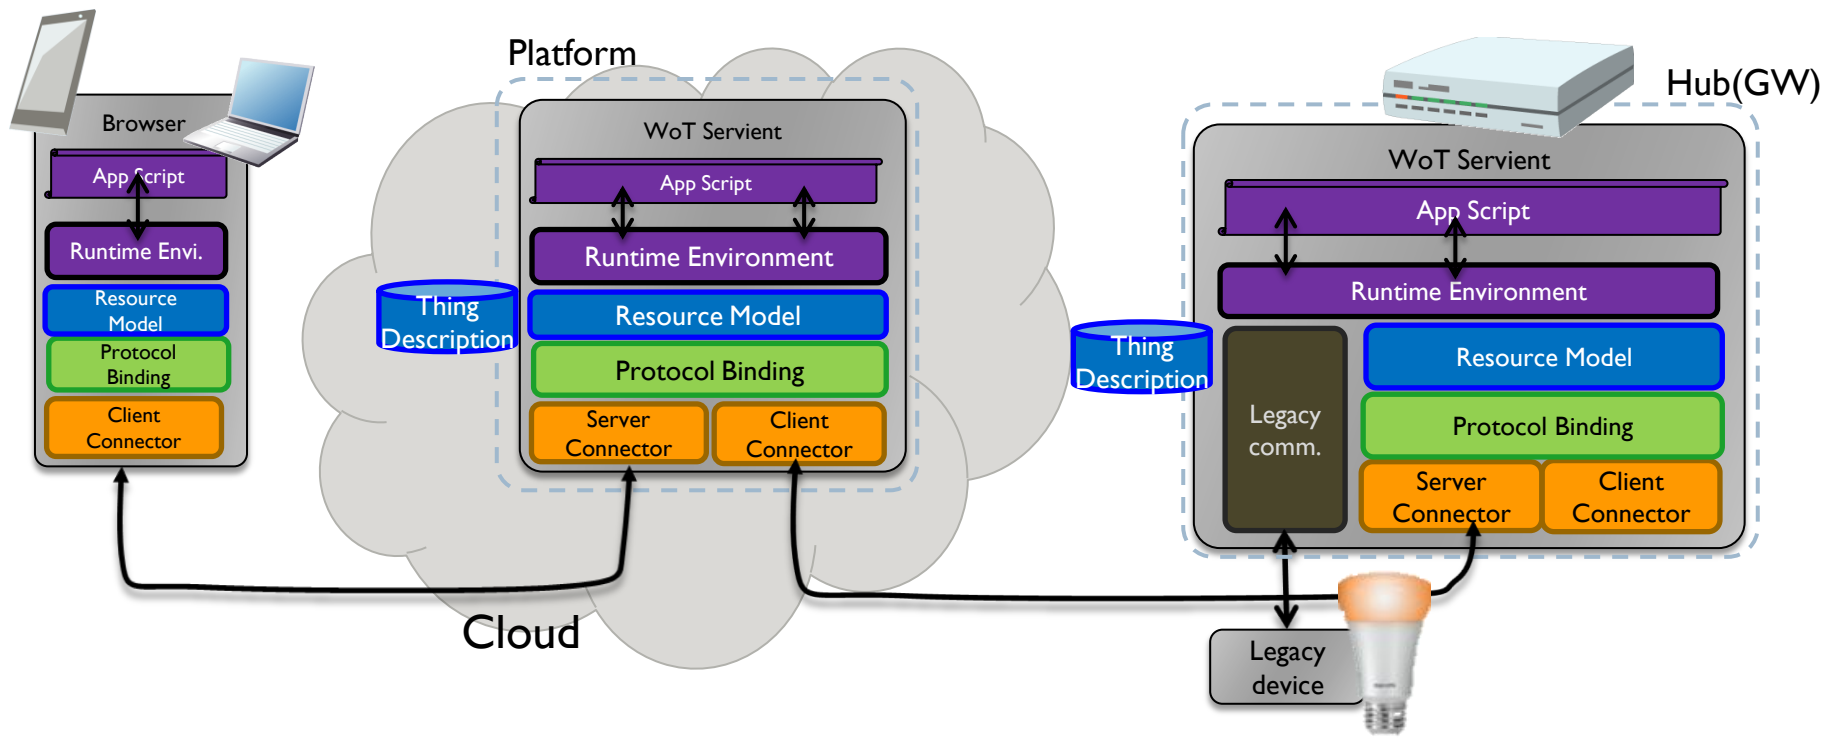 Platform
Hub(GW)
Browser
App Script
Runtime Envi.
Resource
Model
Protocol
Binding
Client
Connector
WoT Servient
App Script
Runtime Environment
Thing
Description
Resource Model
Protocol Binding
Server
Connector
Client
Connector
Cloud
WoT Servient
App Script
Runtime Environment
Thing
Description
Legacy
comm.
Resource Model
Protocol Binding
Server
Connector
Client
Connector
Legacy
device